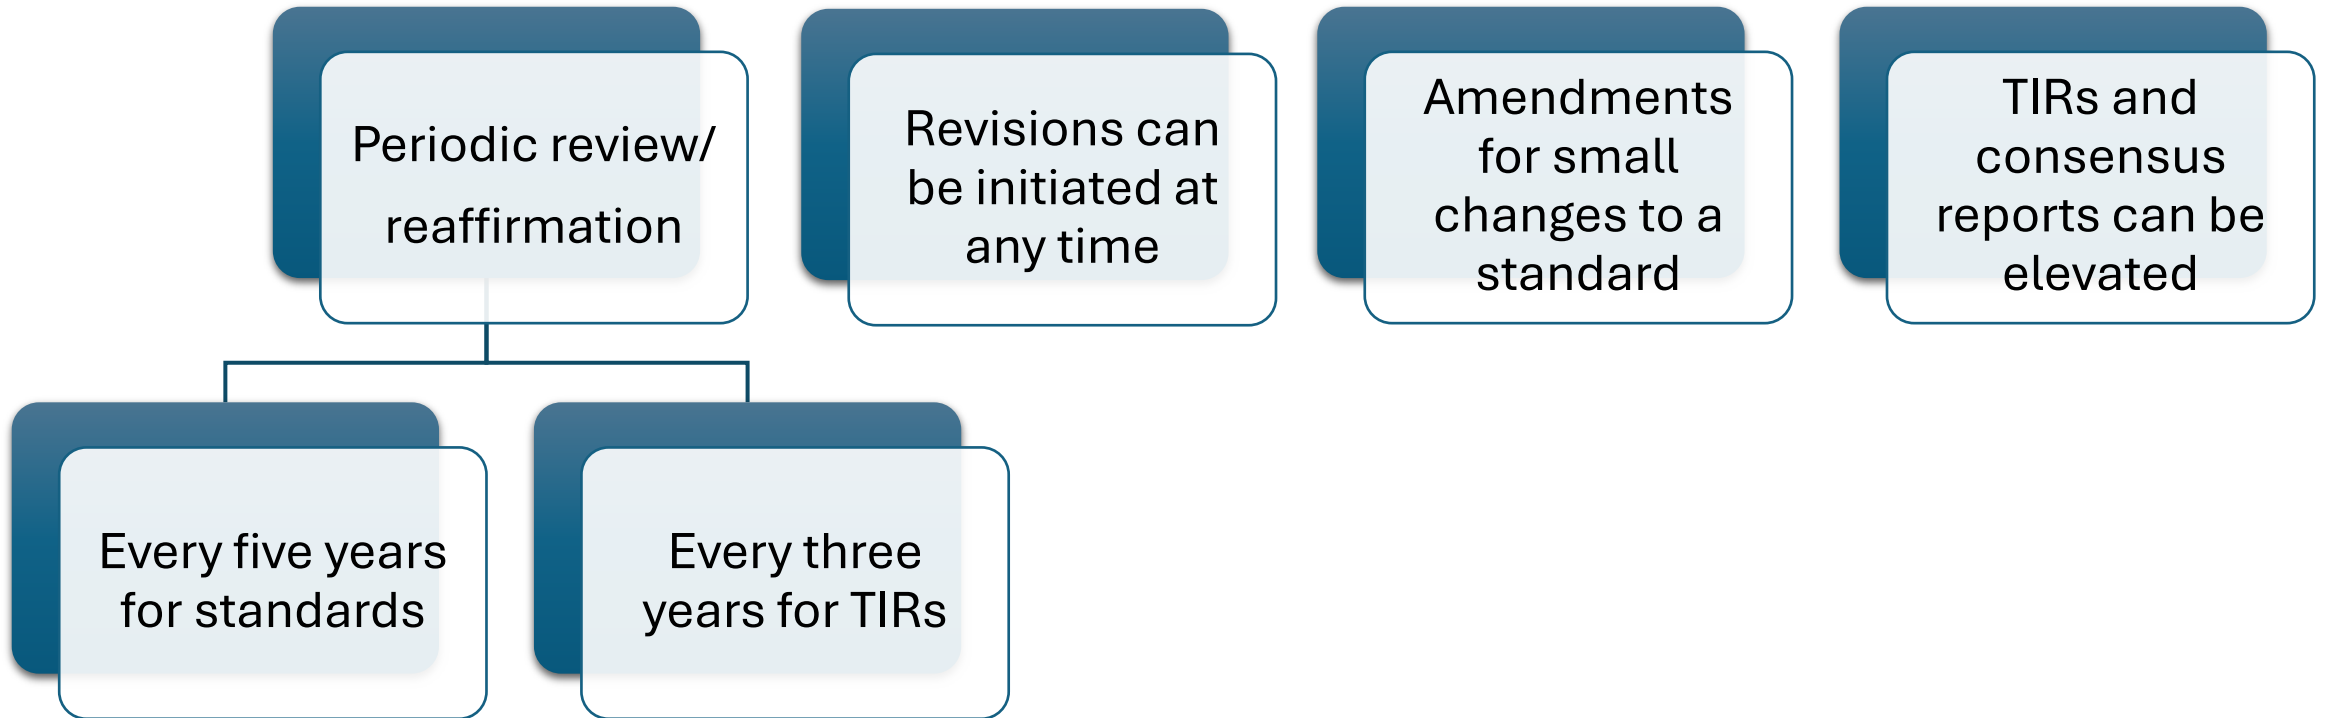 Periodic review/
reaffirmation
Revisions can
be initiated at
any time
Amendments
for small
changes to a
standard
TIRs and
consensus
reports can be
elevated
Every five years
for standards
Every three
years for TIRs